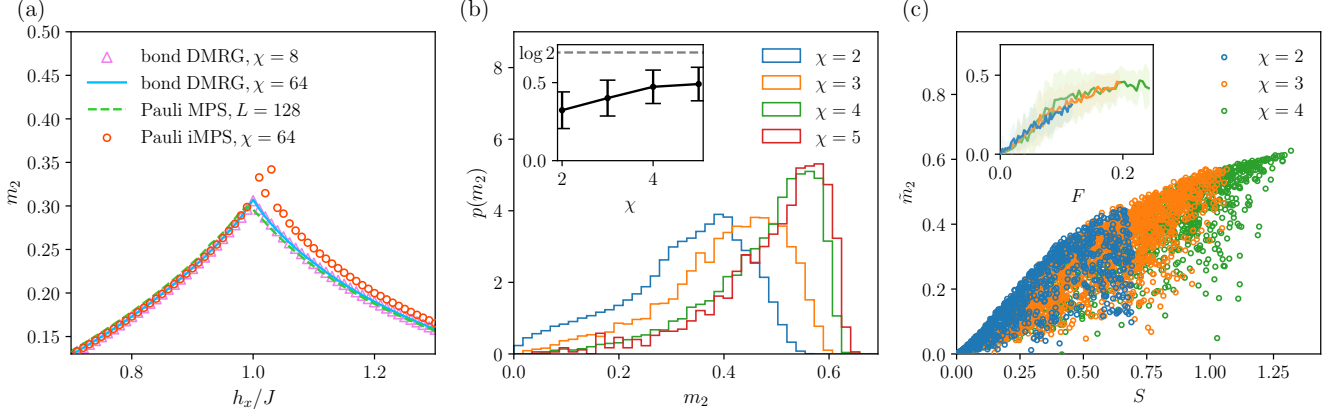 (a)
0.50
0.45
0.40
0.35
0.30
0.25
0.20
0.15
m₂
bond DMRG, χ = 8
bond DMRG, χ = 64
Pauli MPS, L = 128
Pauli iMPS, χ = 64
0.8
1.0
1.2
hₓ/J
(b)
8
6
4
2
0
p(m₂)
log 2
0.5
0.0
2
4
χ
χ = 2
χ = 3
χ = 4
χ = 5
0.0
0.2
0.4
0.6
m₂
(c)
0.8
0.6
0.4
0.2
0.0
m̃₂
0.5
0.0
0.0
0.2
F
χ = 2
χ = 3
χ = 4
0.00
0.25
0.50
0.75
1.00
1.25
S